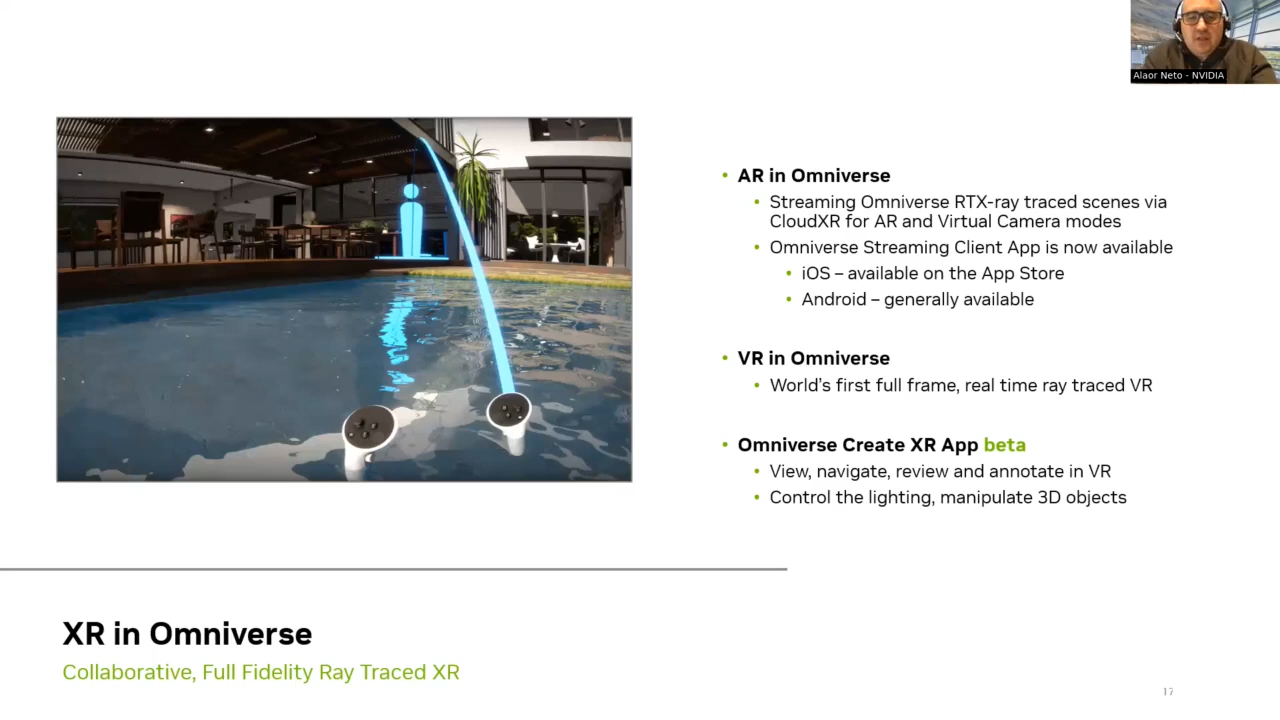 Alaor Neto - NVIDIA
• AR in Omniverse
• Streaming Omniverse RTX-ray traced scenes via
CloudXR for AR and Virtual Camera modes
• Omniverse Streaming Client App is now available
• iOS – available on the App Store
• Android – generally available
• VR in Omniverse
• World’s first full frame, real time ray traced VR
• Omniverse Create XR App beta
• View, navigate, review and annotate in VR
• Control the lighting, manipulate 3D objects
XR in Omniverse
Collaborative, Full Fidelity Ray Traced XR
17